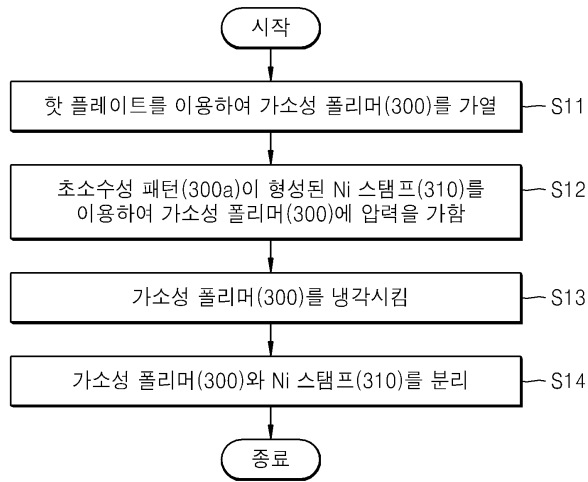 시작
핫 플레이트를 이용하여 가소성 폴리머(300)를 가열
S11
초소수성 패턴(300a)이 형성된 Ni 스탬프(310)를
이용하여 가소성 폴리머(300)에 압력을 가함
S12
가소성 폴리머(300)를 냉각시킴
S13
가소성 폴리머(300)와 Ni 스탬프(310)를 분리
S14
종료